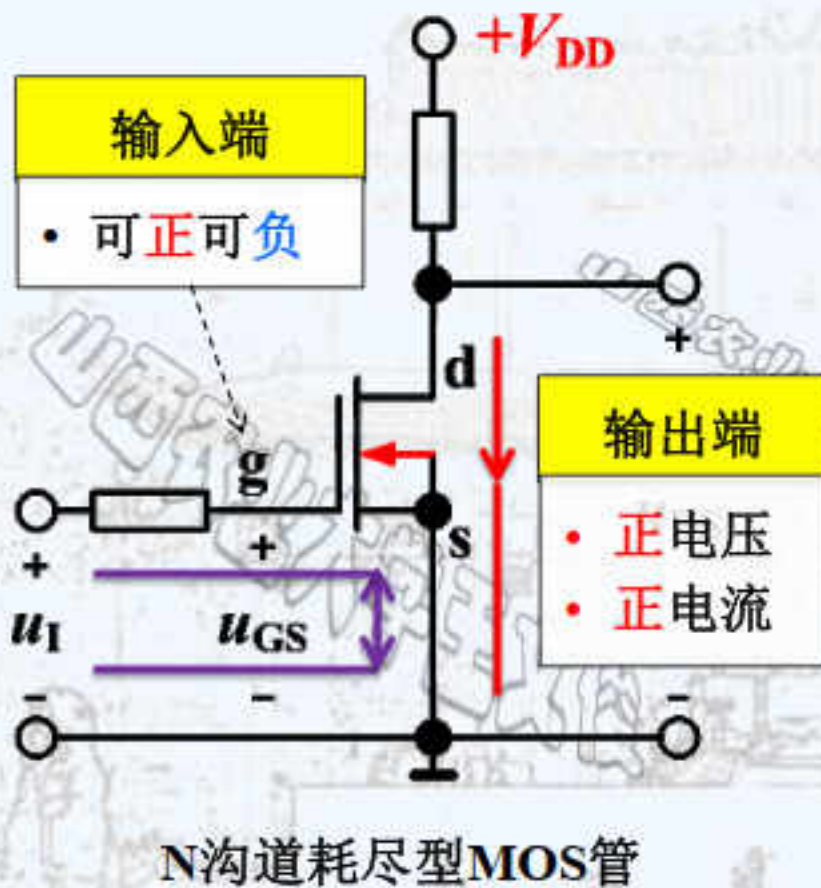 +VDD
输入端
• 可正可负
d
+
g
输出端
s
• 正电压
• 正电流
+
+
uI
uGS
-
-
-
N沟道耗尽型MOS管